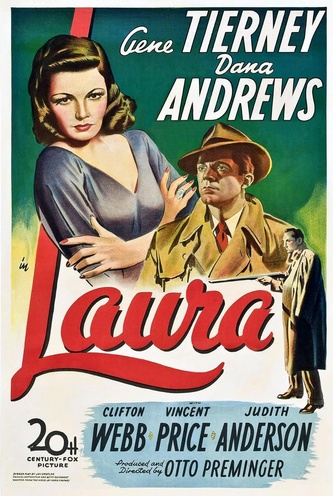 Gene TIERNEY
Dana
ANDREWS
in
Laura
CLIFTON WITH VINCENT JUDITH
WEBB • PRICE • ANDERSON
Produced and
Directed by OTTO PREMINGER
20TH
CENTURY-FOX
PICTURE